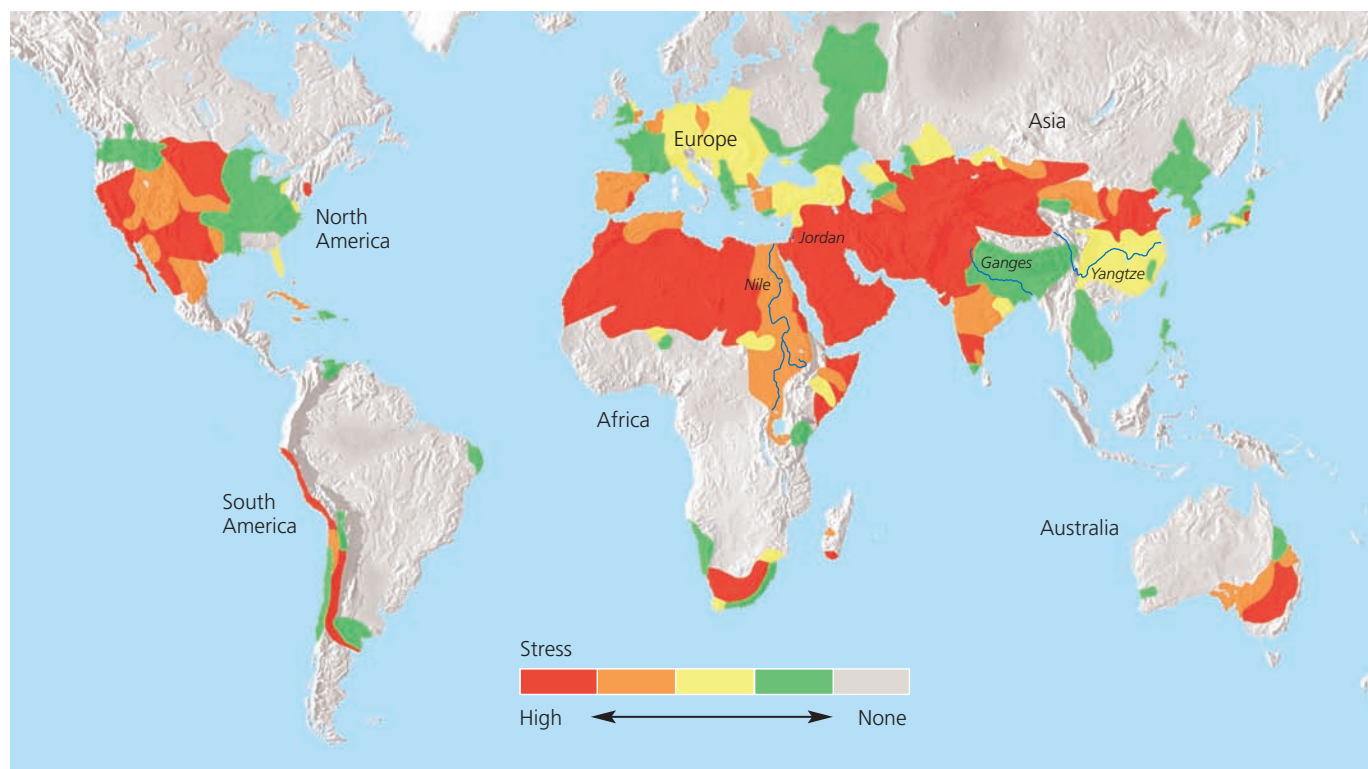 Europe
Asia
North
America
Jordan
Nile
Ganges
Yangtze
Africa
South
America
Australia
Stress
High
None